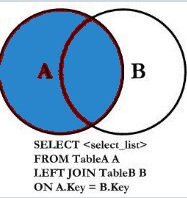 A B
SELECT <select_list>
FROM TableA A
LEFT JOIN TableB B
ON A.Key = B.Key